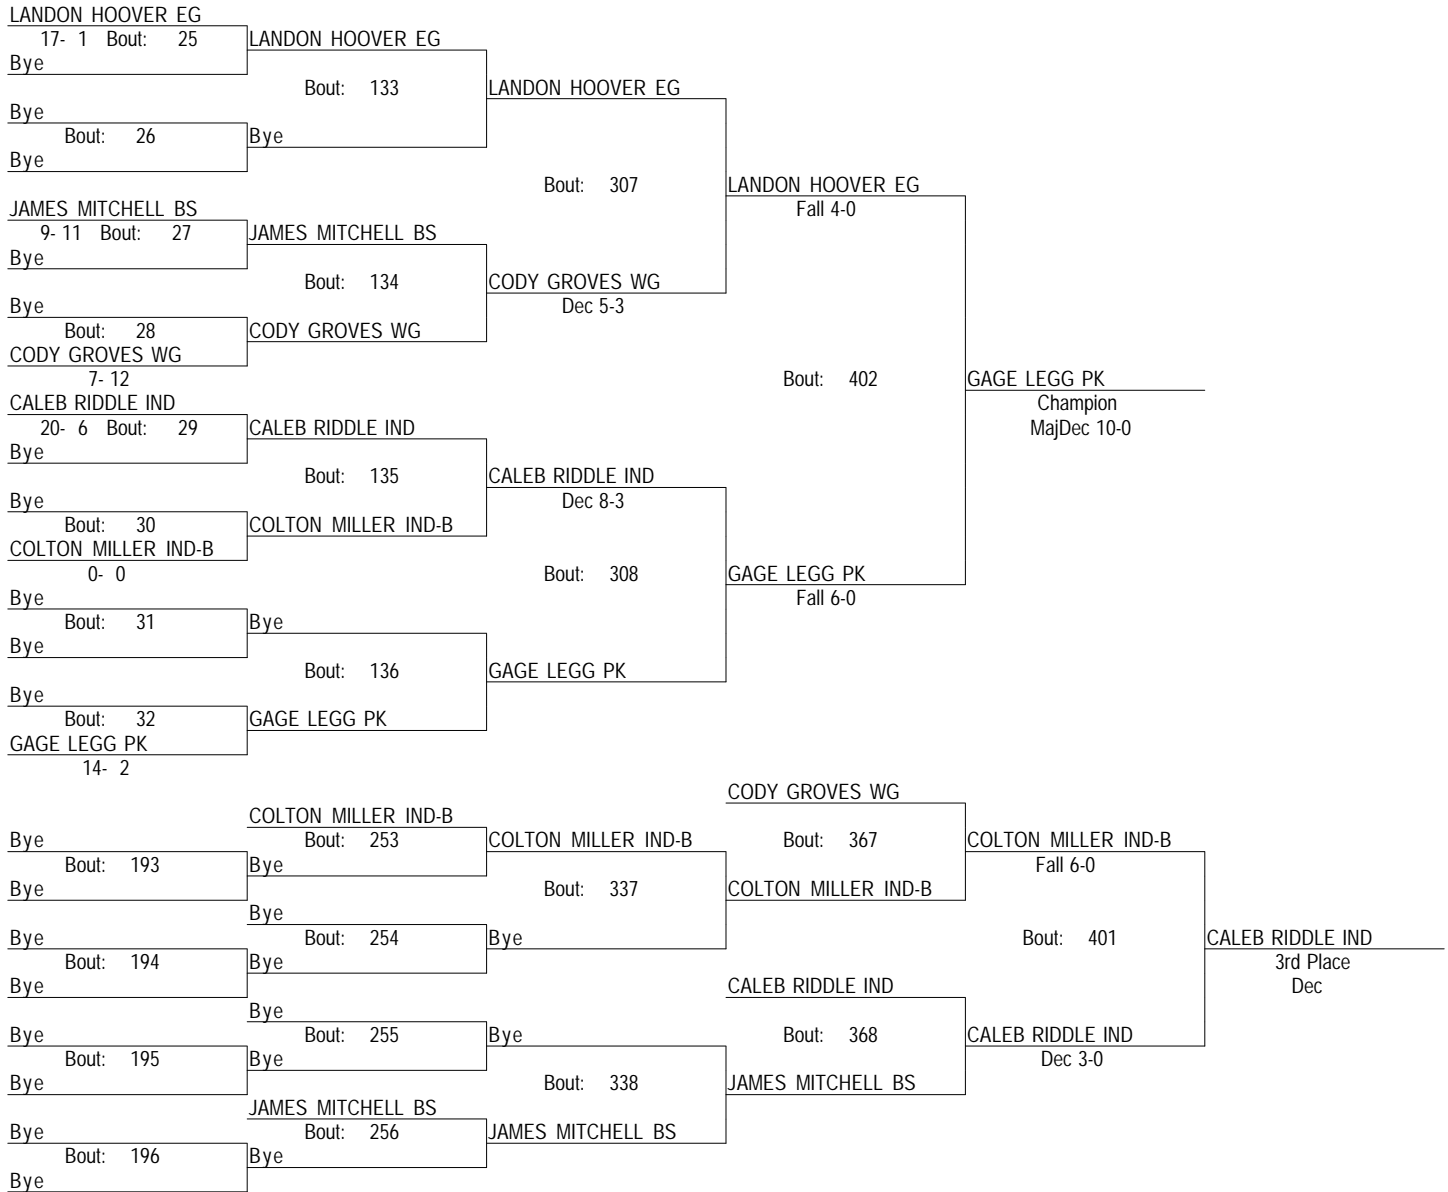 LANDON HOOVER EG
17- 1 Bout: 25 LANDON HOOVER EG
Bye
Bout: 133 LANDON HOOVER EG
Bye
Bout: 26 Bye
Bye
Bout: 307 LANDON HOOVER EG
JAMES MITCHELL BS Fall 4-0
9- 11 Bout: 27 JAMES MITCHELL BS
Bye
Bout: 134 CODY GROVES WG
Bye Dec 5-3
Bout: 28 CODY GROVES WG
CODY GROVES WG
7- 12 Bout: 402 GAGE LEGG PK
CALEB RIDDLE IND Champion
20- 6 Bout: 29 CALEB RIDDLE IND MajDec 10-0
Bye
Bout: 135 CALEB RIDDLE IND
Bye Dec 8-3
Bout: 30 COLTON MILLER IND-B
COLTON MILLER IND-B
0- 0 Bout: 308 GAGE LEGG PK
Bye Fall 6-0
Bout: 31 Bye
Bye
Bout: 136 GAGE LEGG PK
Bye
Bout: 32 GAGE LEGG PK
GAGE LEGG PK
14- 2
CODY GROVES WG
COLTON MILLER IND-B
Bye Bout: 253 COLTON MILLER IND-B Bout: 367 COLTON MILLER IND-B
Bout: 193 Bye Fall 6-0
Bye Bout: 337 COLTON MILLER IND-B
Bye
Bye Bout: 254 Bye Bout: 401 CALEB RIDDLE IND
Bout: 194 Bye 3rd Place
Bye CALEB RIDDLE IND Dec
Bye
Bye Bout: 255 Bye Bout: 368 CALEB RIDDLE IND
Bout: 195 Bye Dec 3-0
Bye Bout: 338 JAMES MITCHELL BS
JAMES MITCHELL BS
Bye Bout: 256 JAMES MITCHELL BS
Bout: 196 Bye
Bye